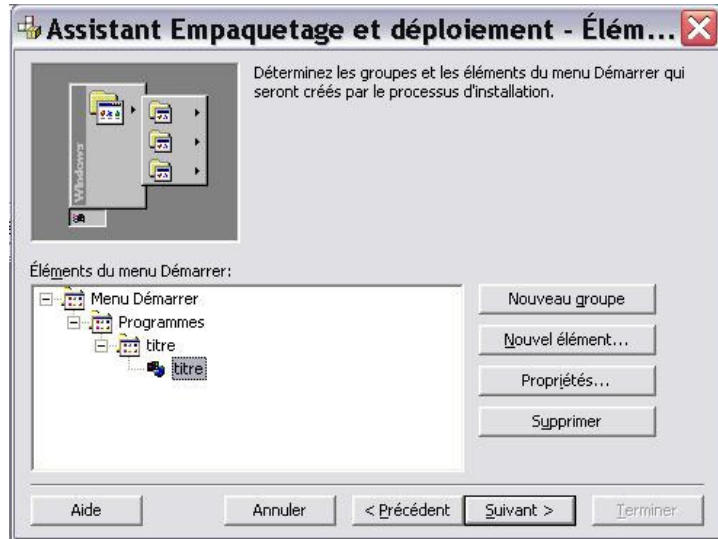 Assistant Empaquetage et déploiement - Élém...
Déterminez les groupes et les éléments du menu Démarrer qui
seront créés par le processus d'installation.
Windows
Éléments du menu Démarrer:
Menu Démarrer
Programmes
titre
titre
Nouveau groupe
Nouvel élément...
Propriétés...
Supprimer
Aide
Annuler
< Précédent
Suivant >
Terminer